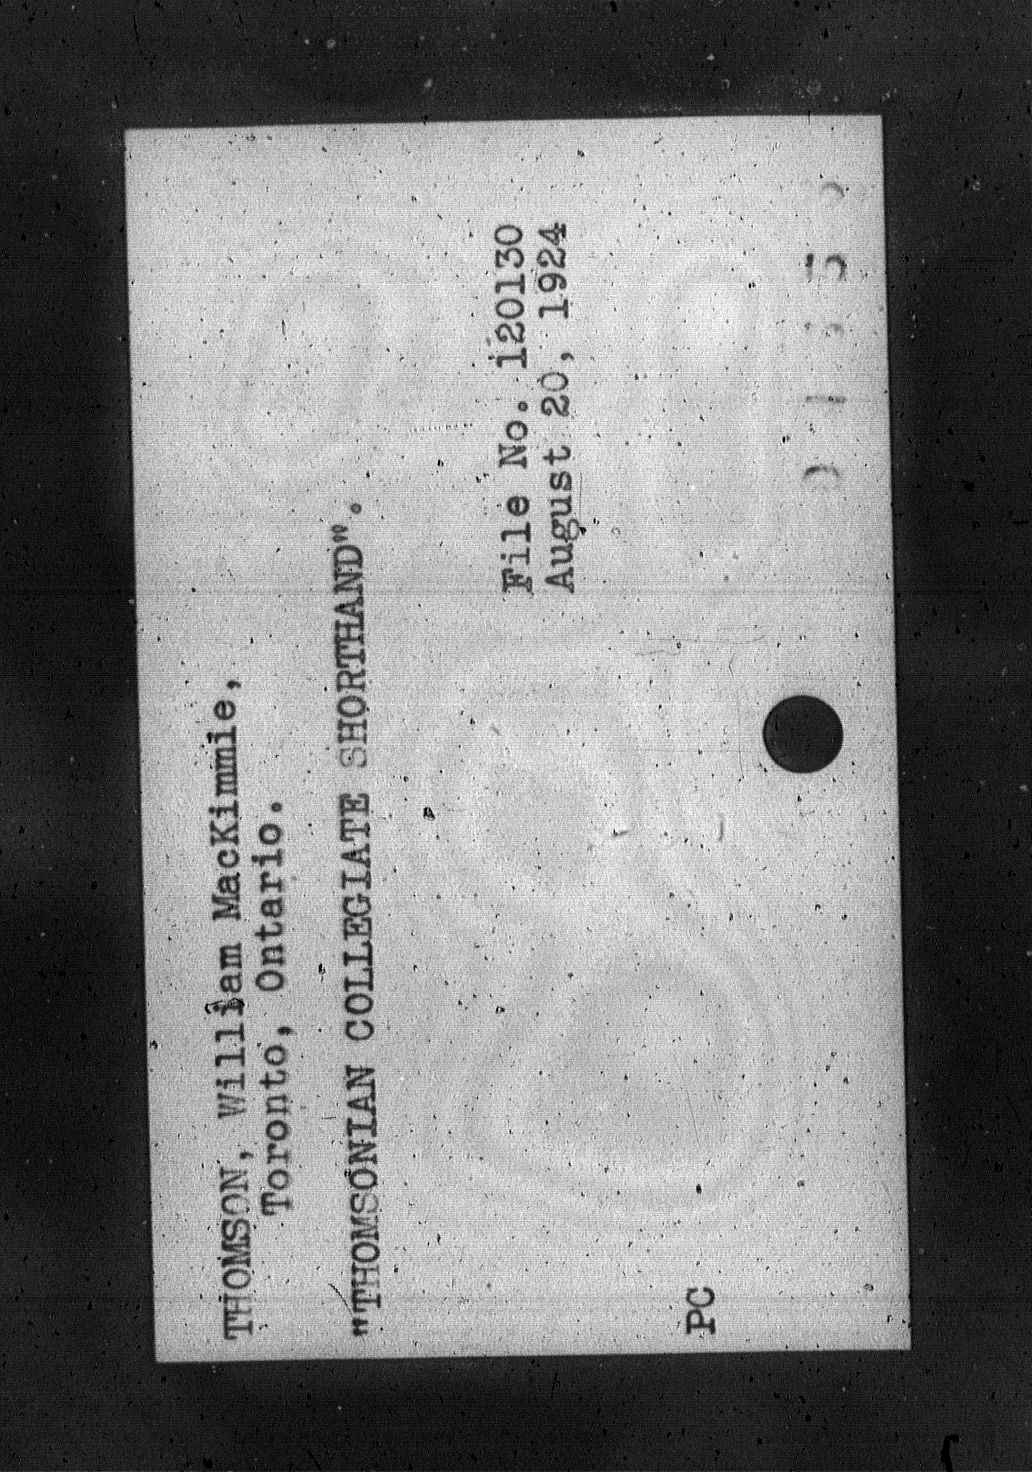 THOMSON, William MacKimmie,
Toronto, Ontario.
"THOMSONIAN COLLEGIATE SHORTHAND".
File No. 120130
August 20, 1924
PC